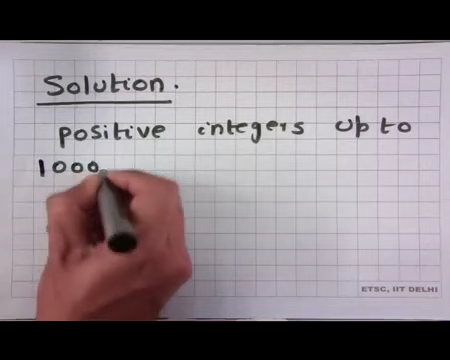 Solution.
positive integers up to
1000
ETSC, IIT DELHI